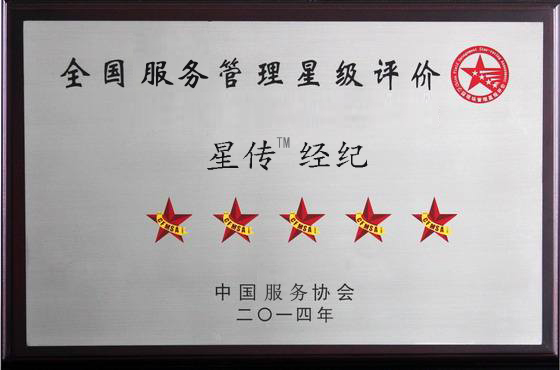 全国服务管理星级评价
星传™经纪
中国服务协会
二〇一四年